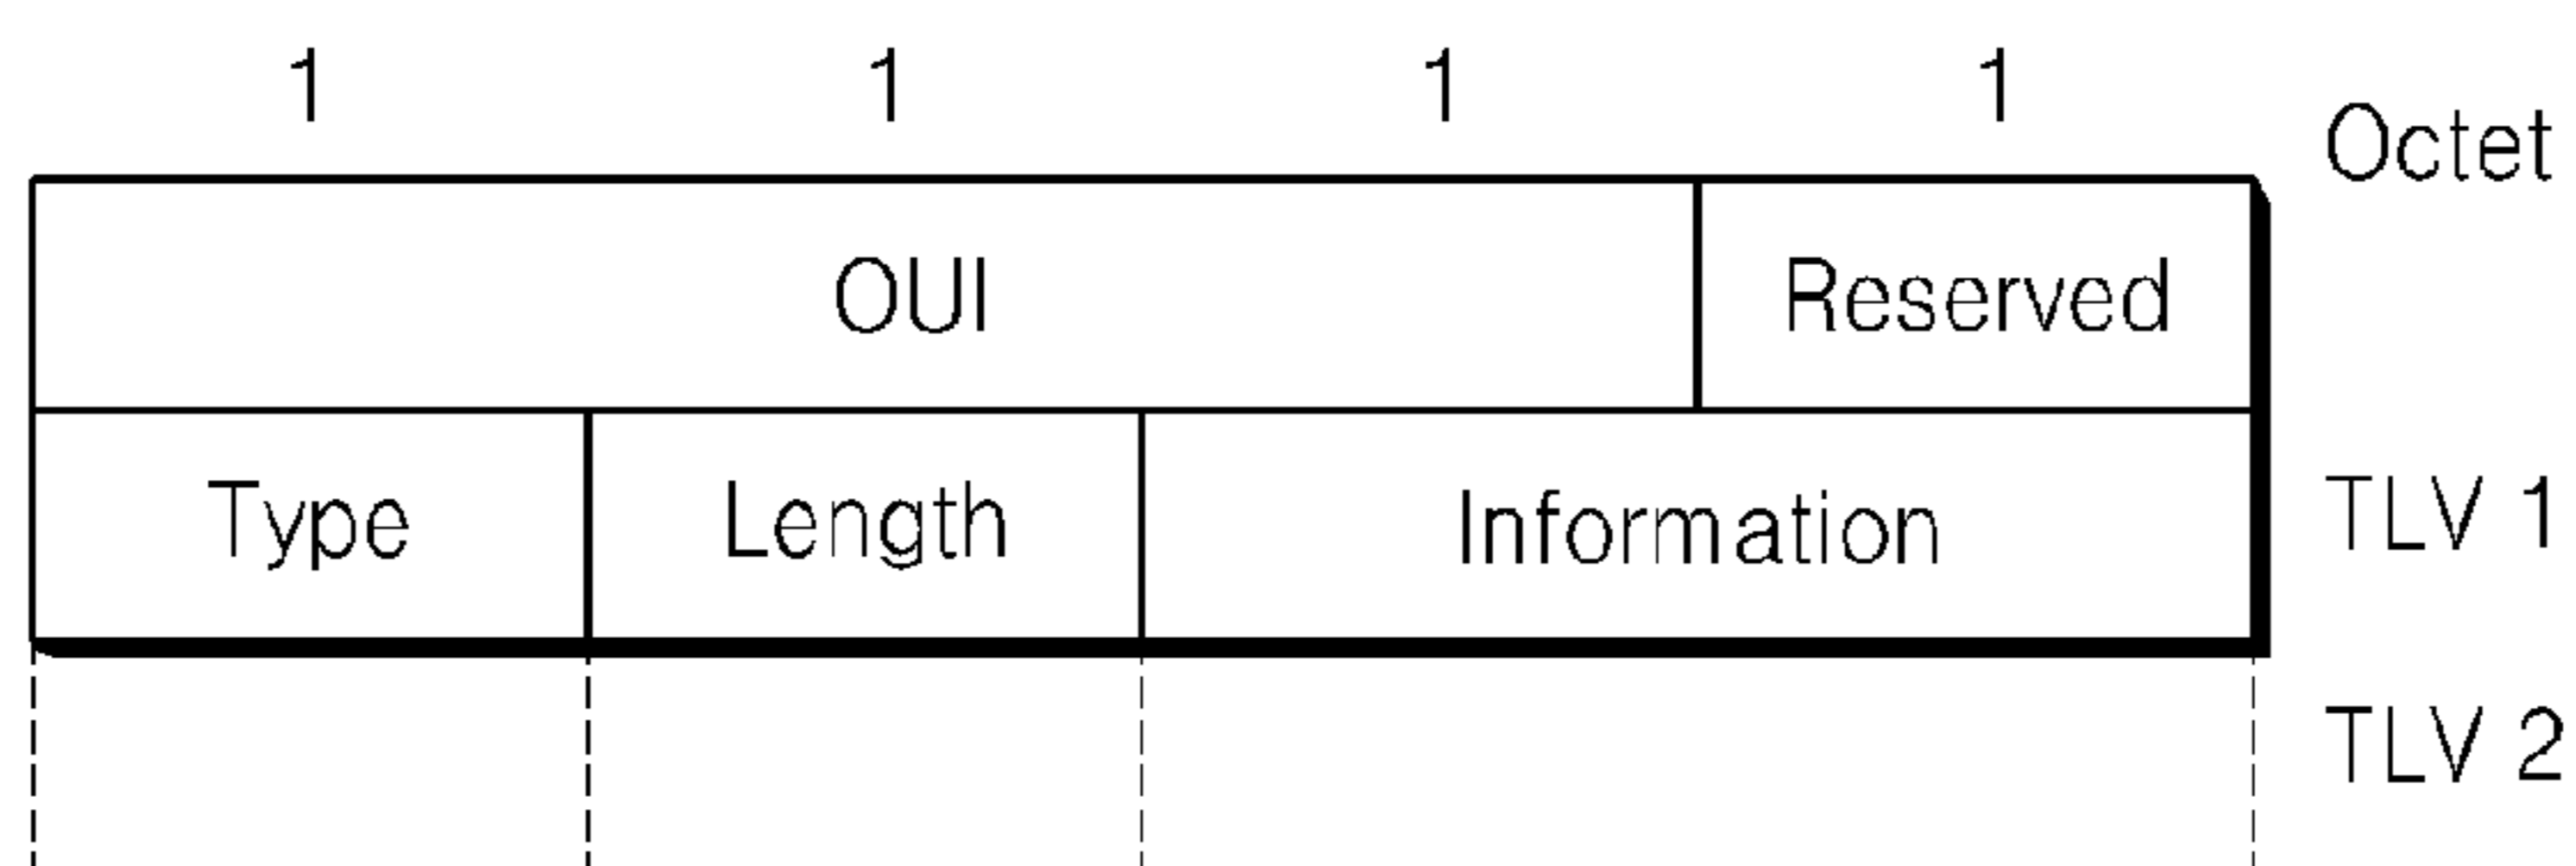 1 1 1 1 Octet
OUI Reserved
Type Length Information TLV 1
TLV 2